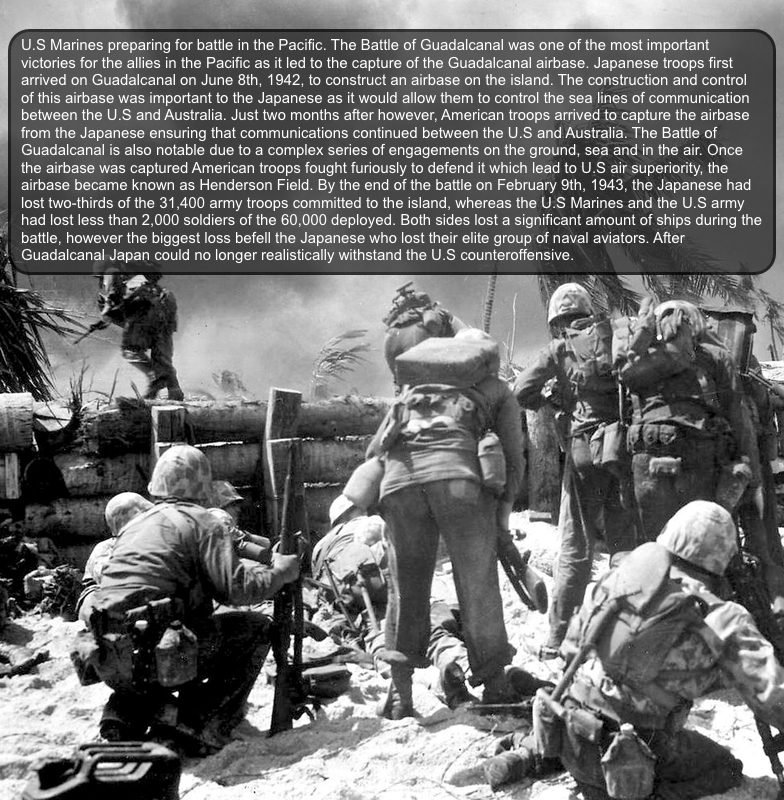 U.S Marines preparing for battle in the Pacific. The Battle of Guadalcanal was one of the most important
victories for the allies in the Pacific as it led to the capture of the Guadalcanal airbase. Japanese troops first
arrived on Guadalcanal on June 8th, 1942, to construct an airbase on the island. The construction and control
of this airbase was important to the Japanese as it would allow them to control the sea lines of communication
between the U.S and Australia. Just two months after however, American troops arrived to capture the airbase
from the Japanese ensuring that communications continued between the U.S and Australia. The Battle of
Guadalcanal is also notable due to a complex series of engagements on the ground, sea and in the air. Once
the airbase was captured American troops fought furiously to defend it which lead to U.S air superiority, the
airbase became known as Henderson Field. By the end of the battle on February 9th, 1943, the Japanese had
lost two-thirds of the 31,400 army troops committed to the island, whereas the U.S Marines and the U.S army
had lost less than 2,000 soldiers of the 60,000 deployed. Both sides lost a significant amount of ships during the
battle, however the biggest loss befell the Japanese who lost their elite group of naval aviators. After
Guadalcanal Japan could no longer realistically withstand the U.S counteroffensive.